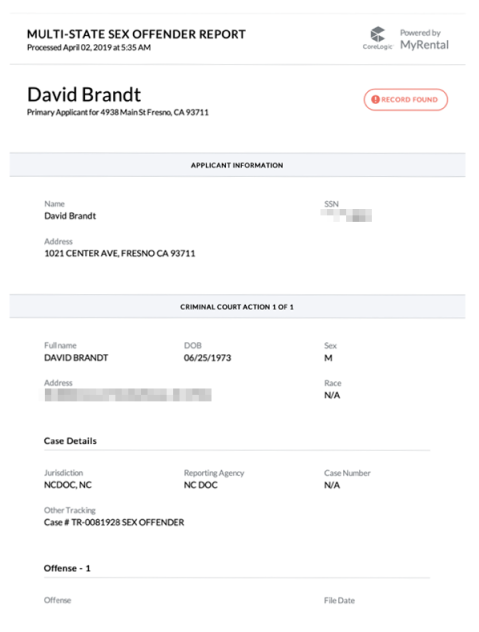 MULTI-STATE SEX OFFENDER REPORT
Processed April 02, 2019 at 5:35 AM
CoreLogic
Powered by
MyRental
David Brandt
Primary Applicant for 4938 Main St Fresno, CA 93711
RECORD FOUND
APPLICANT INFORMATION
Name SSN
David Brandt
Address
1021 CENTER AVE, FRESNO CA 93711
CRIMINAL COURT ACTION 1 OF 1
Full name DOB Sex
DAVID BRANDT 06/25/1973 M
Address Race
N/A
Case Details
Jurisdiction Reporting Agency Case Number
NCDOC, NC NC DOC N/A
Other Tracking
Case # TR-0081928 SEX OFFENDER
Offense - 1
Offense File Date